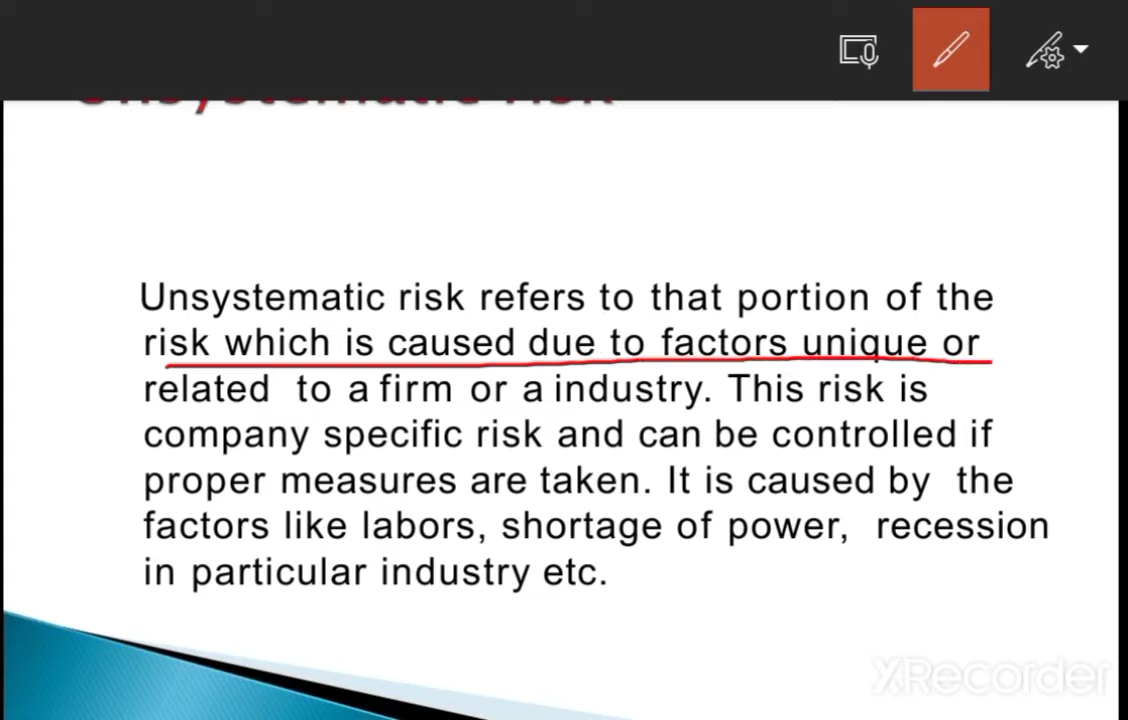 Unsystematic risk
Unsystematic risk refers to that portion of the
risk which is caused due to factors unique or
related to a firm or a industry. This risk is
company specific risk and can be controlled if
proper measures are taken. It is caused by the
factors like labors, shortage of power, recession
in particular industry etc.
XRecorder